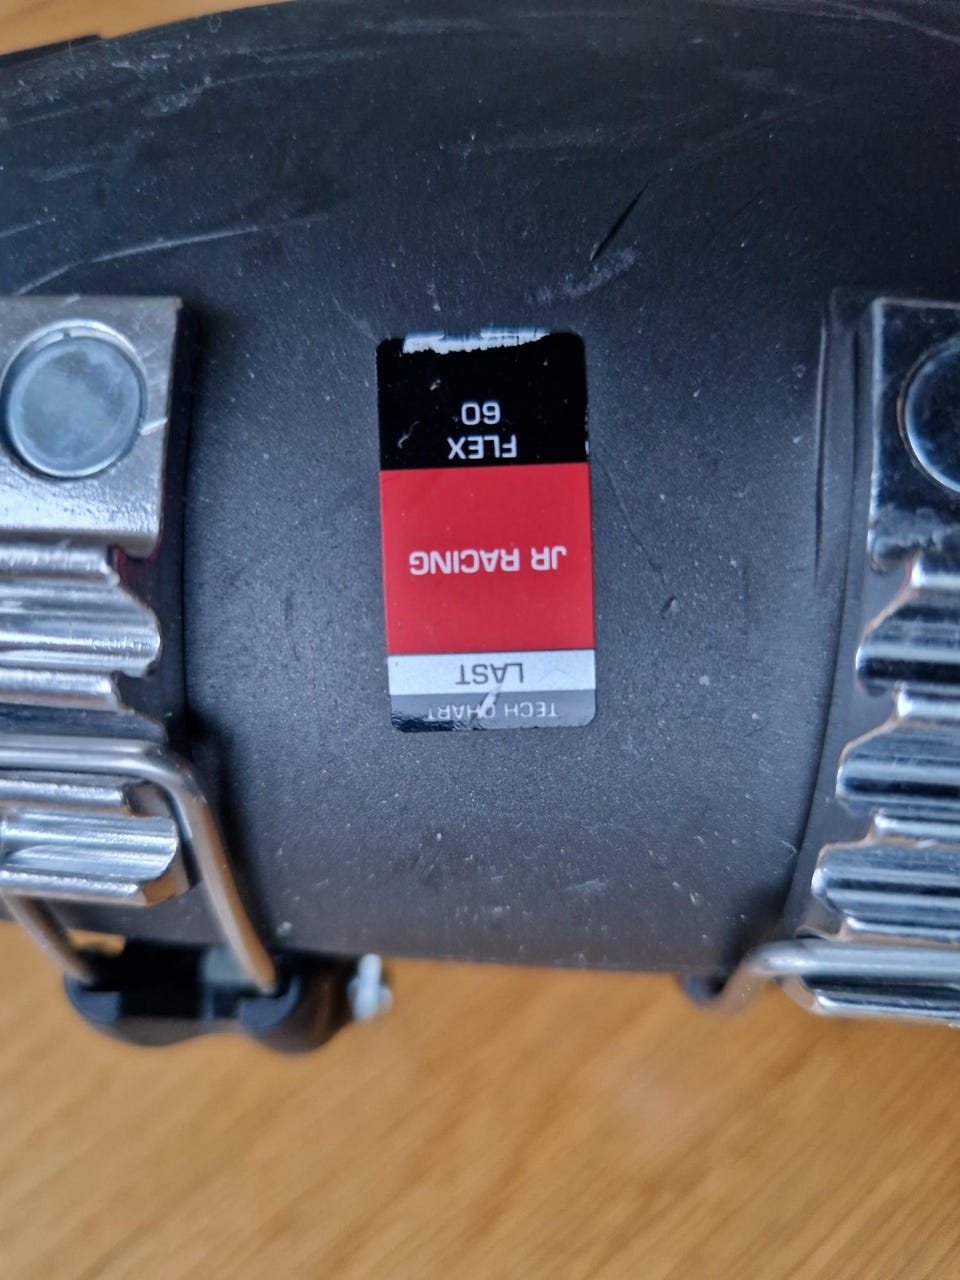 TECH CHART
LAST
JR RACING
FLEX
60